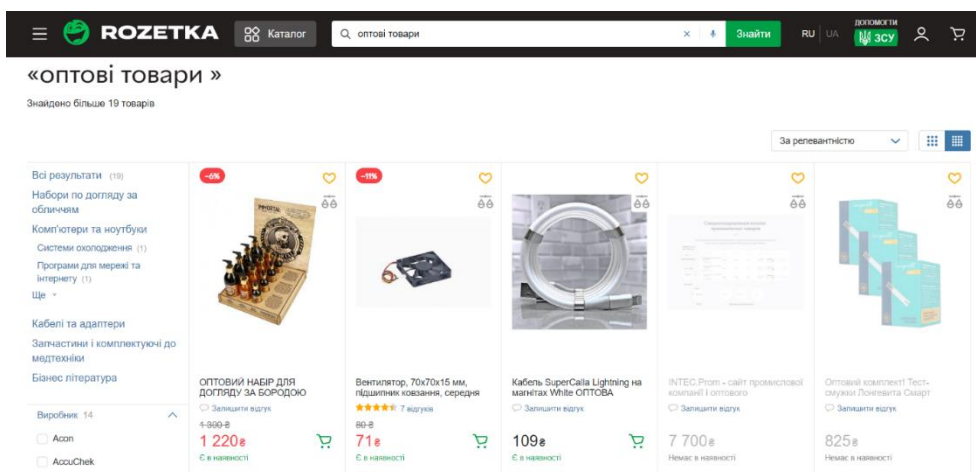 ROZETKA
Каталог
оптові товари
Знайти
RU UA
ДОПОМОГТИ
ЗСУ
«оптові товари »
Знайдено більше 19 товарів
За релевантністю
Всі результати (19)
Набори по догляду за
обличчям
Комп'ютери та ноутбуки
Системи охолодження (1)
Програми для мережі та
інтернету (1)
Ще
Кабелі та адаптери
Запчастини і комплектуючі до
медтехніки
Бізнес література
Виробник 14
Acon
AccuChek
-6%
ОПТОВИЙ НАБІР ДЛЯ
ДОГЛЯДУ ЗА БОРОДОЮ
Залишити відгук
1 300 ₴
1 220 ₴
Є в наявності
-11%
Вентилятор, 70x70x15 мм,
підшипник ковзання, середня
7 відгуків
80 ₴
71 ₴
Є в наявності
Кабель SuperCalla Lightning на
магнітах White ОПТОВА
Залишити відгук
109 ₴
Є в наявності
INTEC.Prom - сайт промислової
компанії і оптового
Залишити відгук
7 700 ₴
Немає в наявності
Оптовий комплект! Тест-
смужки Лонгевита Смарт
Залишити відгук
825 ₴
Немає в наявності